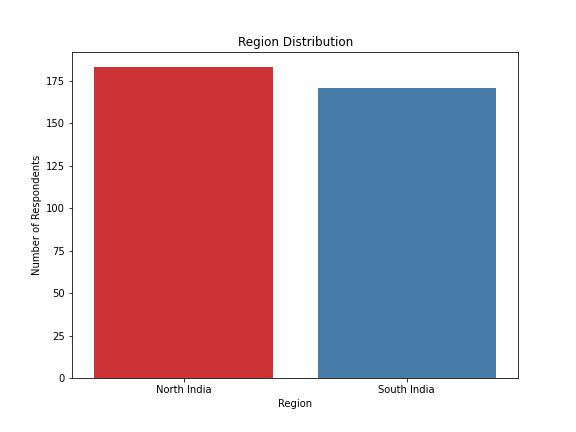 Region Distribution
Number of Respondents
175
150
125
100
75
50
25
0
North India
South India
Region